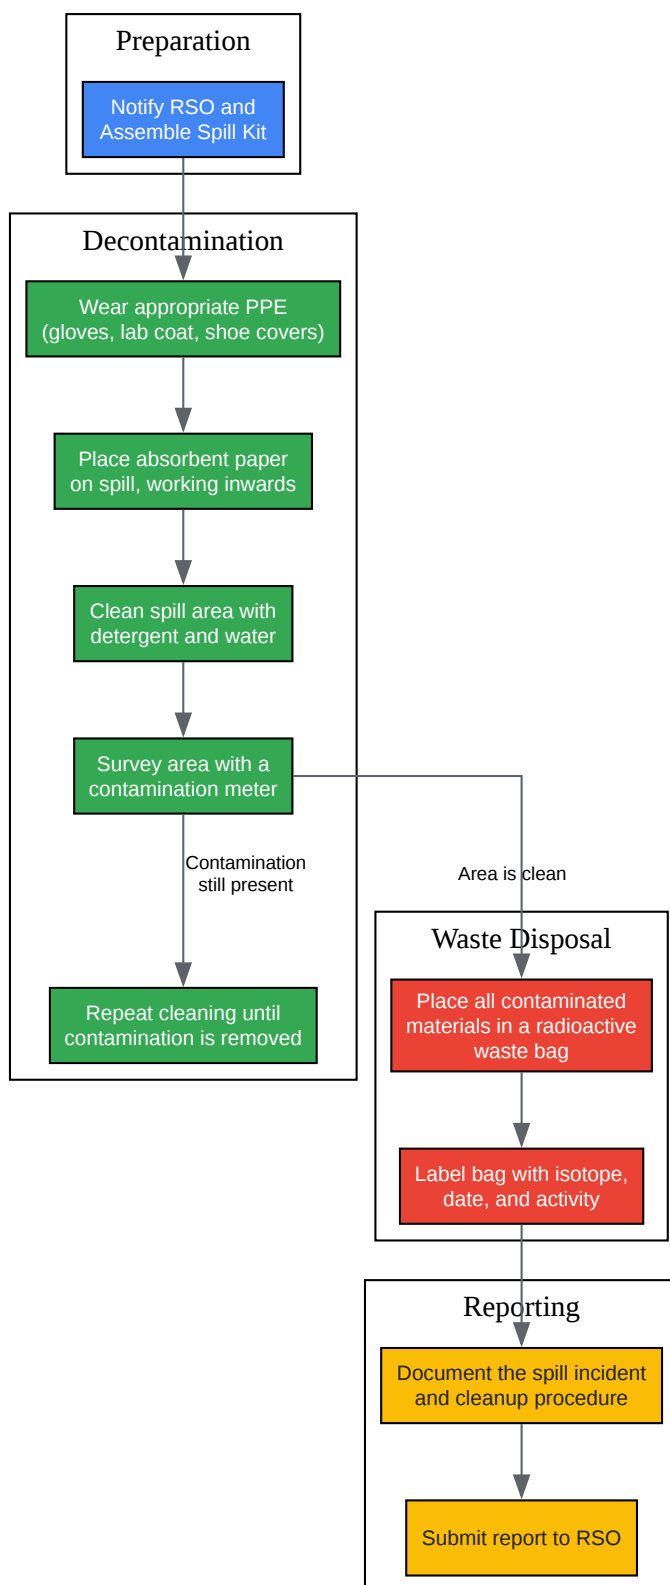 Preparation
Notify RSO and
Assemble Spill Kit
Decontamination
Wear appropriate PPE
(gloves, lab coat, shoe covers)
Place absorbent paper
on spill, working inwards
Clean spill area with
detergent and water
Survey area with a
contamination meter
Contamination
still present
Repeat cleaning until
contamination is removed
Area is clean
Waste Disposal
Place all contaminated
materials in a radioactive
waste bag
Label bag with isotope,
date, and activity
Reporting
Document the spill incident
and cleanup procedure
Submit report to RSO